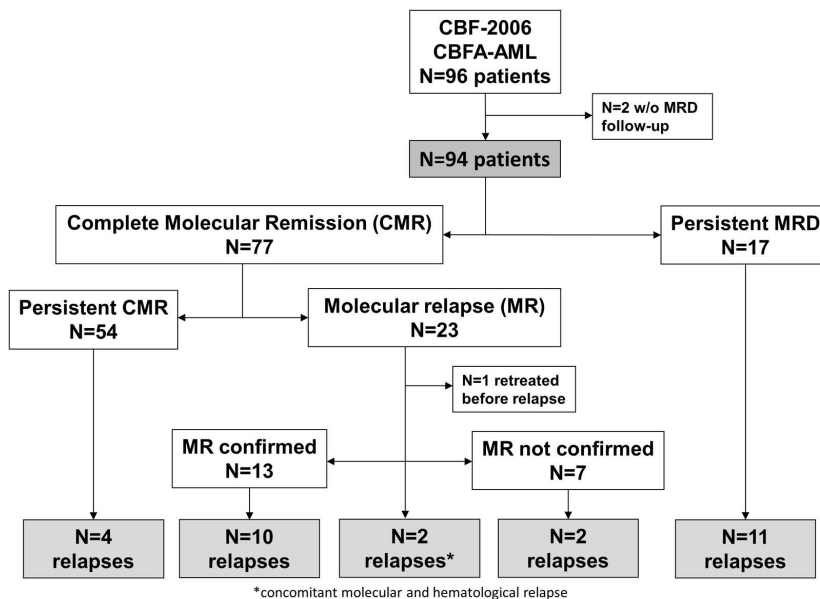 CBF-2006
CBFA-AML
N=96 patients
N=2 w/o MRD
follow-up
N=94 patients
Complete Molecular Remission (CMR)
N=77
Persistent MRD
N=17
Persistent CMR
N=54
Molecular relapse (MR)
N=23
N=1 retreated
before relapse
MR confirmed
N=13
MR not confirmed
N=7
N=4
relapses
N=10
relapses
N=2
relapses*
N=2
relapses
N=11
relapses
*concomitant molecular and hematological relapse